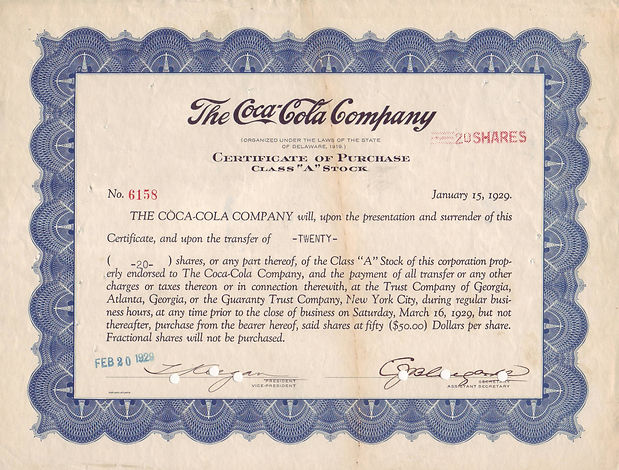 The Coca-Cola Company
(ORGANIZED UNDER THE LAWS OF THE STATE
OF DELAWARE, 1919.)
20 SHARES
CERTIFICATE OF PURCHASE
CLASS "A" STOCK
No. 6158
January 15, 1929.
THE COCA-COLA COMPANY will, upon the presentation and surrender of this
Certificate, and upon the transfer of -TWENTY-
( -20- ) shares, or any part thereof, of the Class "A" Stock of this corporation prop-
erly endorsed to The Coca-Cola Company, and the payment of all transfer or any other
charges or taxes thereon or in connection therewith, at the Trust Company of Georgia,
Atlanta, Georgia, or the Guaranty Trust Company, New York City, during regular busi-
ness hours, at any time prior to the close of business on Saturday, March 16, 1929, but not
thereafter, purchase from the bearer hereof, said shares at fifty ($50.00) Dollars per share.
Fractional shares will not be purchased.
FEB 20 1929
PRESIDENT
VICE-PRESIDENT
SECRETARY
ASSISTANT SECRETARY